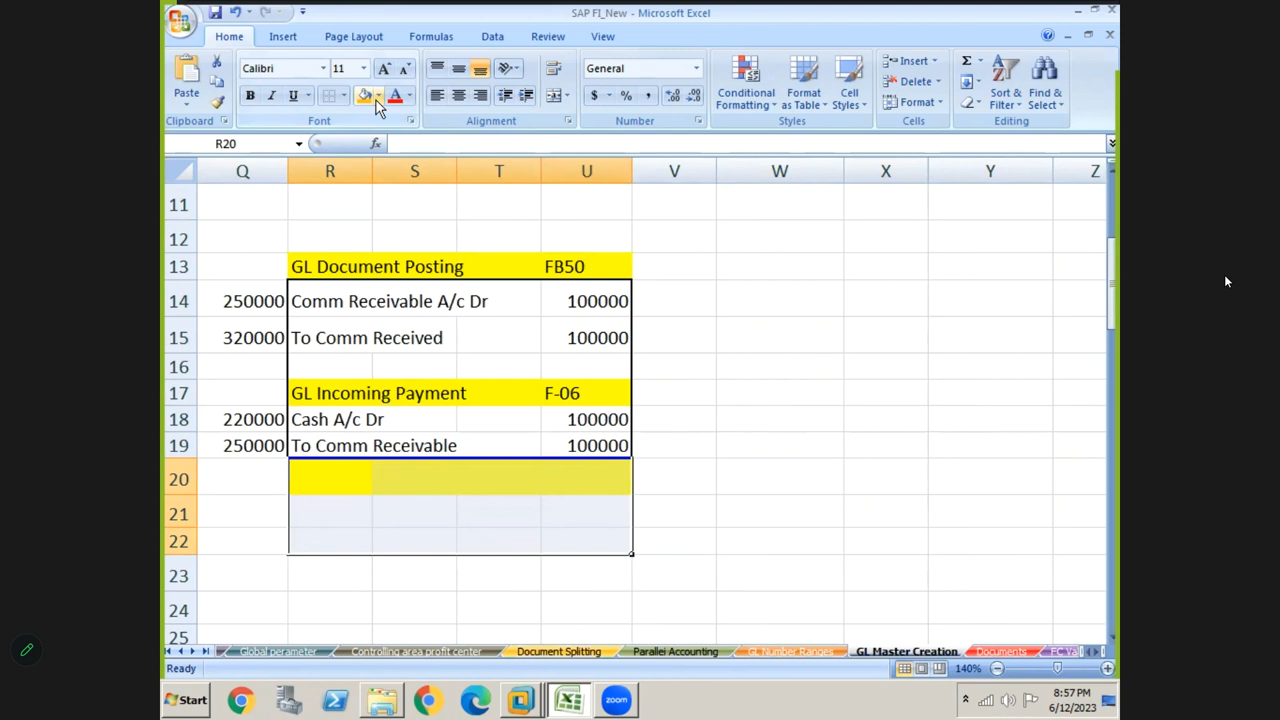 SAP FI_New - Microsoft Excel
Home Insert Page Layout Formulas Data Review View
Calibri 11 General Insert
Paste B I U A $ % , Conditional Formatting Format as Table Cell Styles Delete Format Sort & Filter Find & Select
Clipboard Font Alignment Number Styles Cells Editing
R20 fx
Q R S T U V W X Y Z
11
12
13 GL Document Posting FB50
14 250000 Comm Receivable A/c Dr 100000
15 320000 To Comm Received 100000
16
17 GL Incoming Payment F-06
18 220000 Cash A/c Dr 100000
19 250000 To Comm Receivable 100000
20
21
22
23
24
25
Global perameter Controlling area profit center Document Splitting Parallel Accounting GL Number Ranges GL Master Creation Documents FC Va
Ready 140%
Start zoom 8:57 PM
6/12/2023